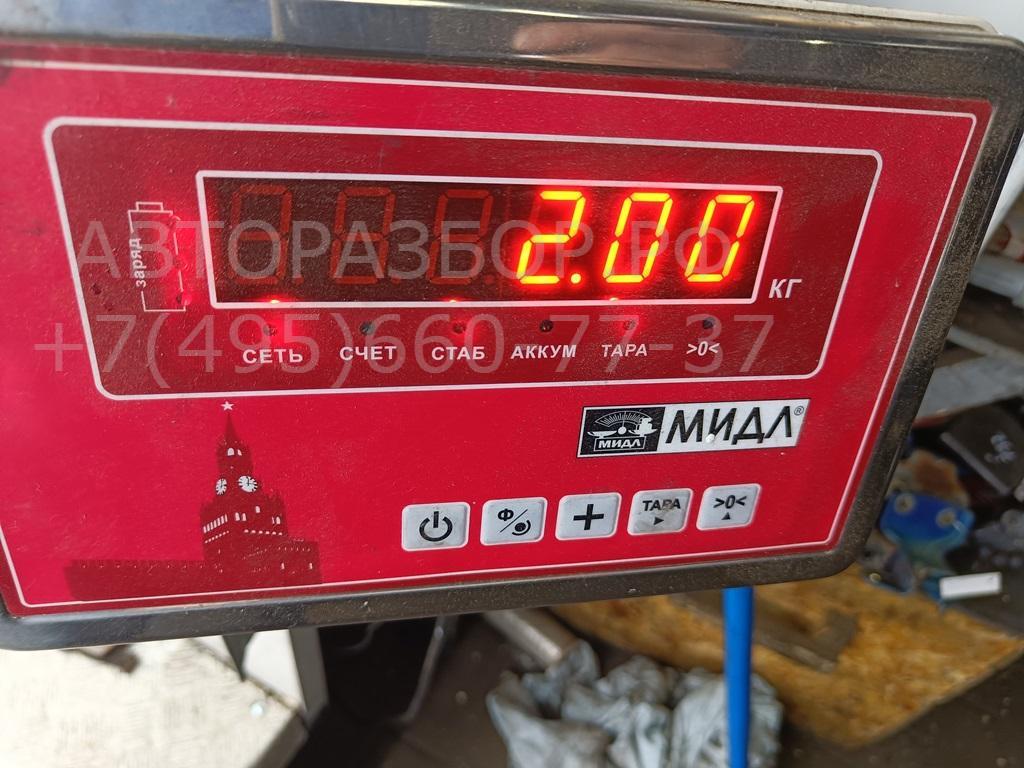 2.00
КГ
заряд
АВТОРАЗБОР.РФ
+7(495)660-77-37
СЕТЬ СЧЕТ СТАБ АККУМ ТАРА >0<
МИДЛ МИДЛ®
Ф ТАРА >0<